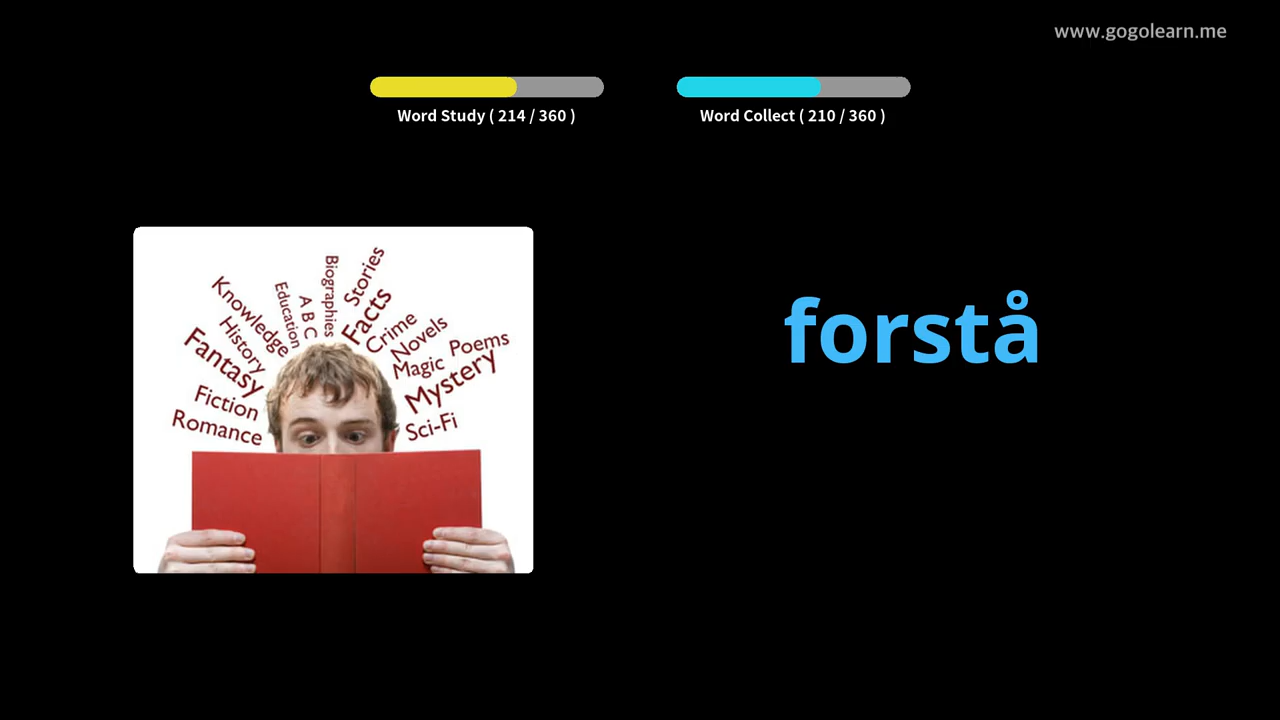 www.gogolearn.me
Word Study ( 214 / 360 )
Word Collect ( 210 / 360 )
Biographies
Stories
Knowledge
Education
A B C
Facts
Crime
Novels
History
Poems
Fantasy
Magic
Mystery
Fiction
Romance
Sci-Fi
forstå